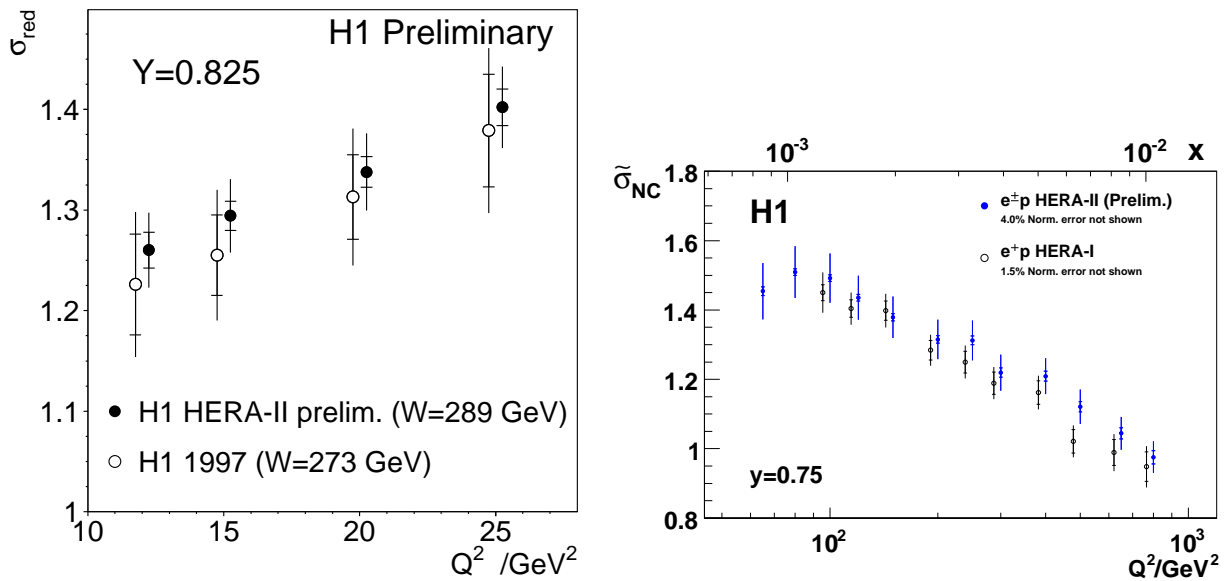 H1 Preliminary
σred
Y=0.825
1.4
1.3
1.2
1.1
1
H1 HERA-II prelim. (W=289 GeV)
H1 1997 (W=273 GeV)
10 15 20 25
Q² /GeV²
10⁻³ 10⁻² x
σ̃NC
1.8
1.6
1.4
1.2
1
0.8
H1
e±p HERA-II (Prelim.)
4.0% Norm. error not shown
e⁺p HERA-I
1.5% Norm. error not shown
y=0.75
10² 10³
Q²/GeV²